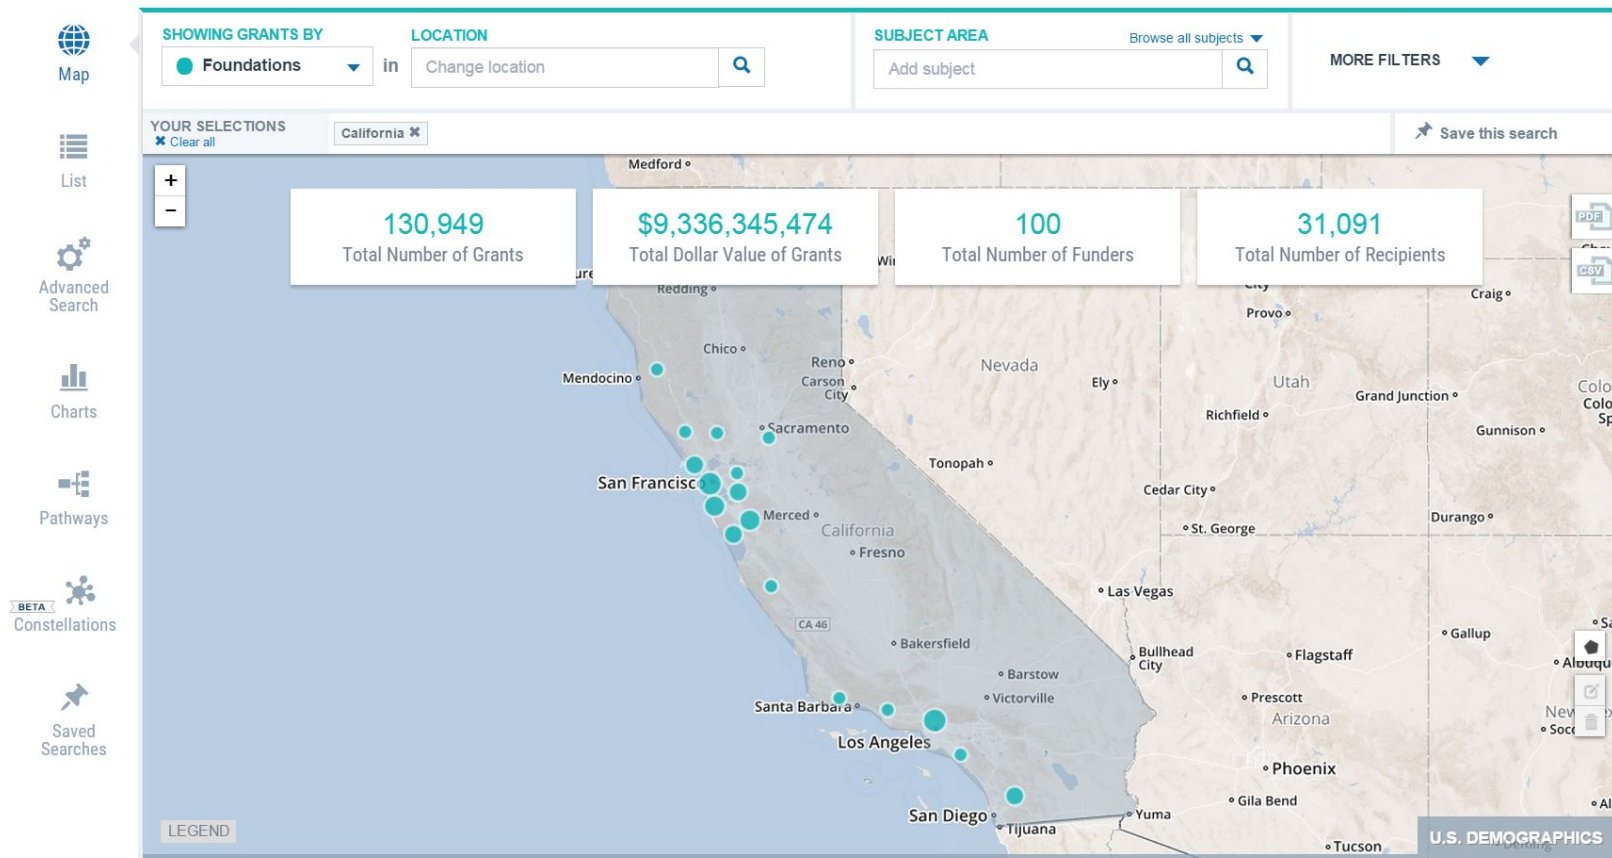 Map
List
Advanced
Search
Charts
Pathways
BETA
Constellations
Saved
Searches
SHOWING GRANTS BY
Foundations
in
LOCATION
Change location
SUBJECT AREA
Browse all subjects
Add subject
MORE FILTERS
YOUR SELECTIONS
✖ Clear all
California ✖
Save this search
+
−
130,949
Total Number of Grants
$9,336,345,474
Total Dollar Value of Grants
100
Total Number of Funders
31,091
Total Number of Recipients
PDF
CSV
Medford
Redding
City
Craig
Provo
Chico
Reno
Nevada
Mendocino
Carson
City
Ely
Utah
Grand Junction
Colo
Richfield
Sacramento
Gunnison
Tonopah
San Francisco
Cedar City
Merced
California
Durango
St. George
Fresno
Las Vegas
CA 46
Gallup
Bakersfield
Bullhead
City
Flagstaff
Barstow
Victorville
Prescott
Santa Barbara
Arizona
Los Angeles
Phoenix
Gila Bend
San Diego
Yuma
Tijuana
Tucson
LEGEND
U.S. DEMOGRAPHICS